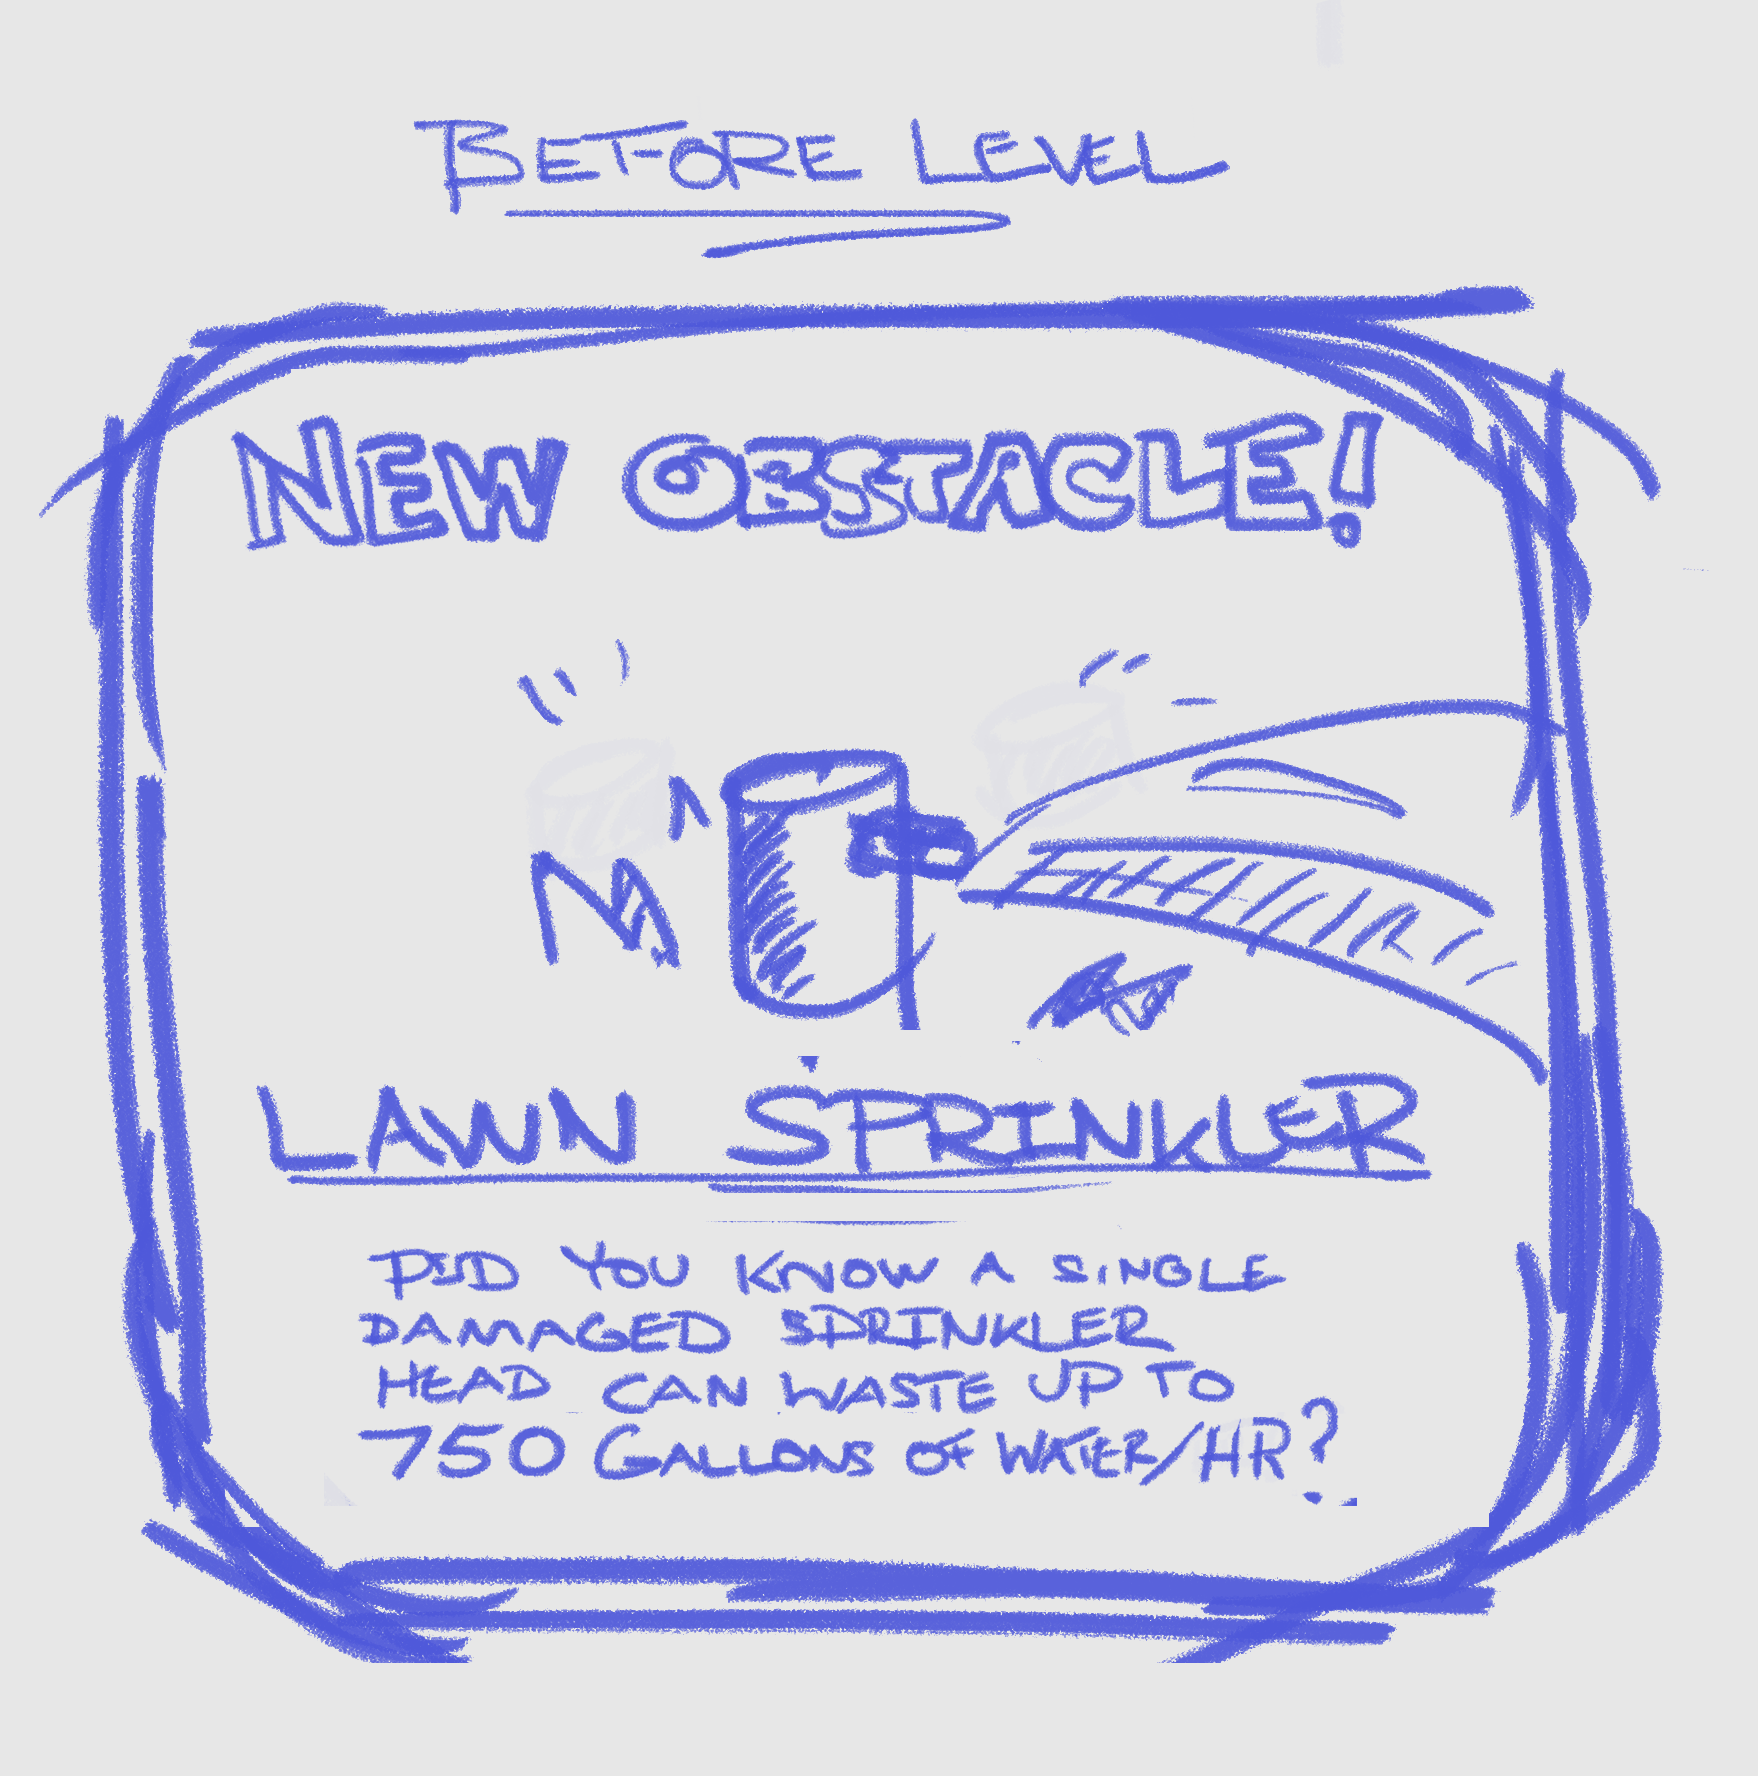 BEFORE LEVEL
NEW OBSTACLE!
LAWN SPRINKLER
DID YOU KNOW A SINGLE
DAMAGED SPRINKLER
HEAD CAN WASTE UP TO
750 GALLONS OF WATER/HR?